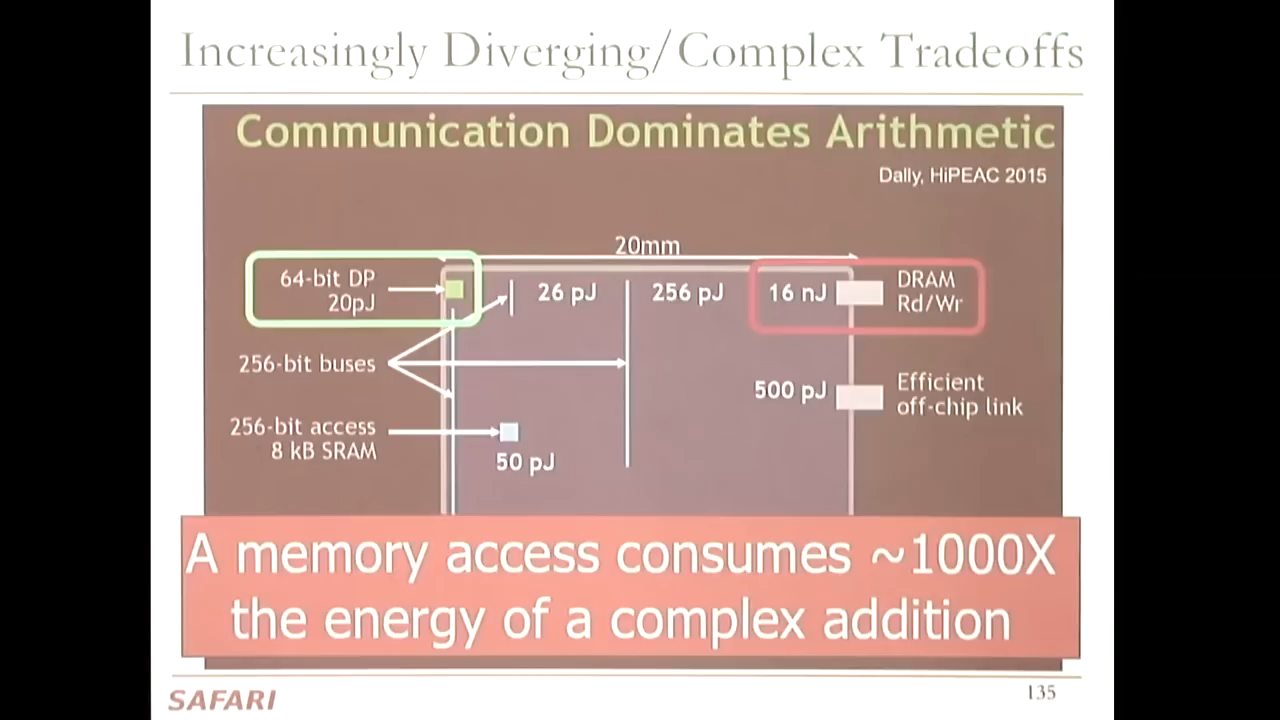 Increasingly Diverging/Complex Tradeoffs
Communication Dominates Arithmetic
Dally, HiPEAC 2015
20mm
64-bit DP
20pJ
26 pJ
256 pJ
16 nJ
DRAM
Rd/Wr
256-bit buses
500 pJ
Efficient
off-chip link
256-bit access
8 kB SRAM
50 pJ
A memory access consumes ~1000X
the energy of a complex addition
SAFARI
135